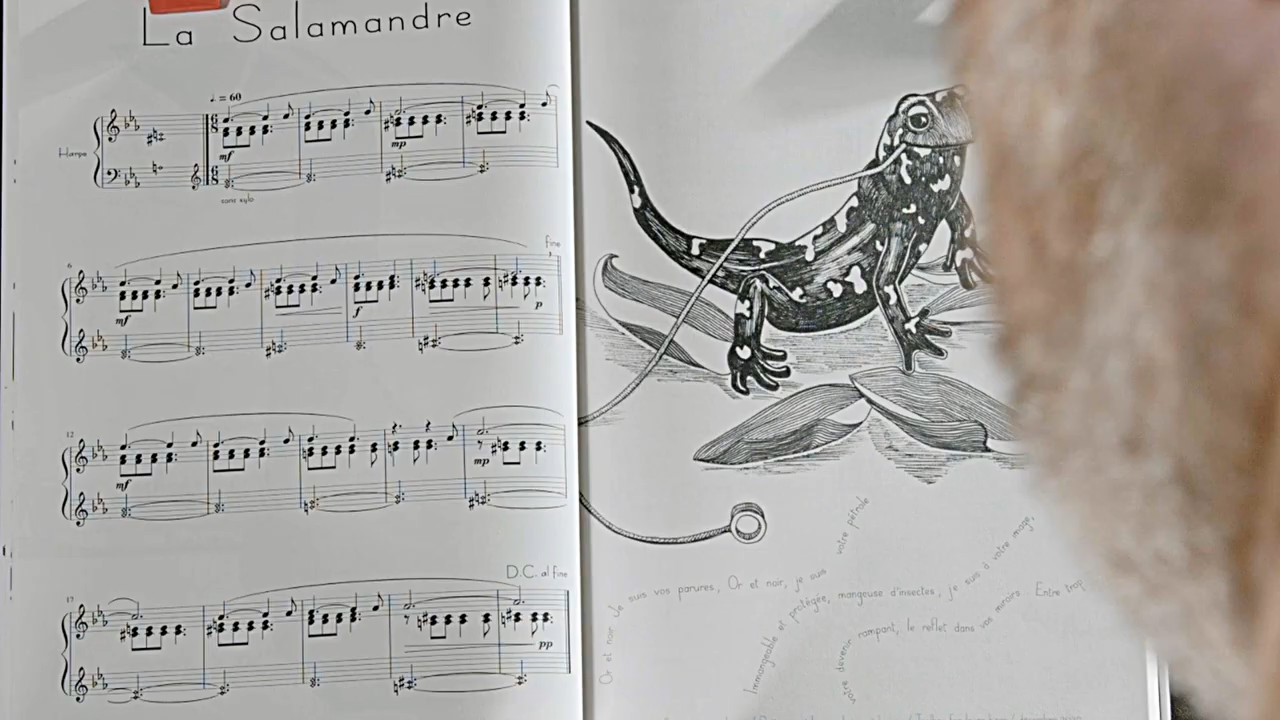 La Salamandre
♩. = 60
Harpe
mf
mp
sans xylo
6
fine
mf
f
p
12
mf
mp
D.C. al fine
17
pp
Or et noir Je suis vos parures, Or et noir, je suis votre pétrole
Immangeable et protégée, mangeuse d'insectes, je suis à votre image,
votre devenir rampant, le reflet dans vos miroirs Entre trop